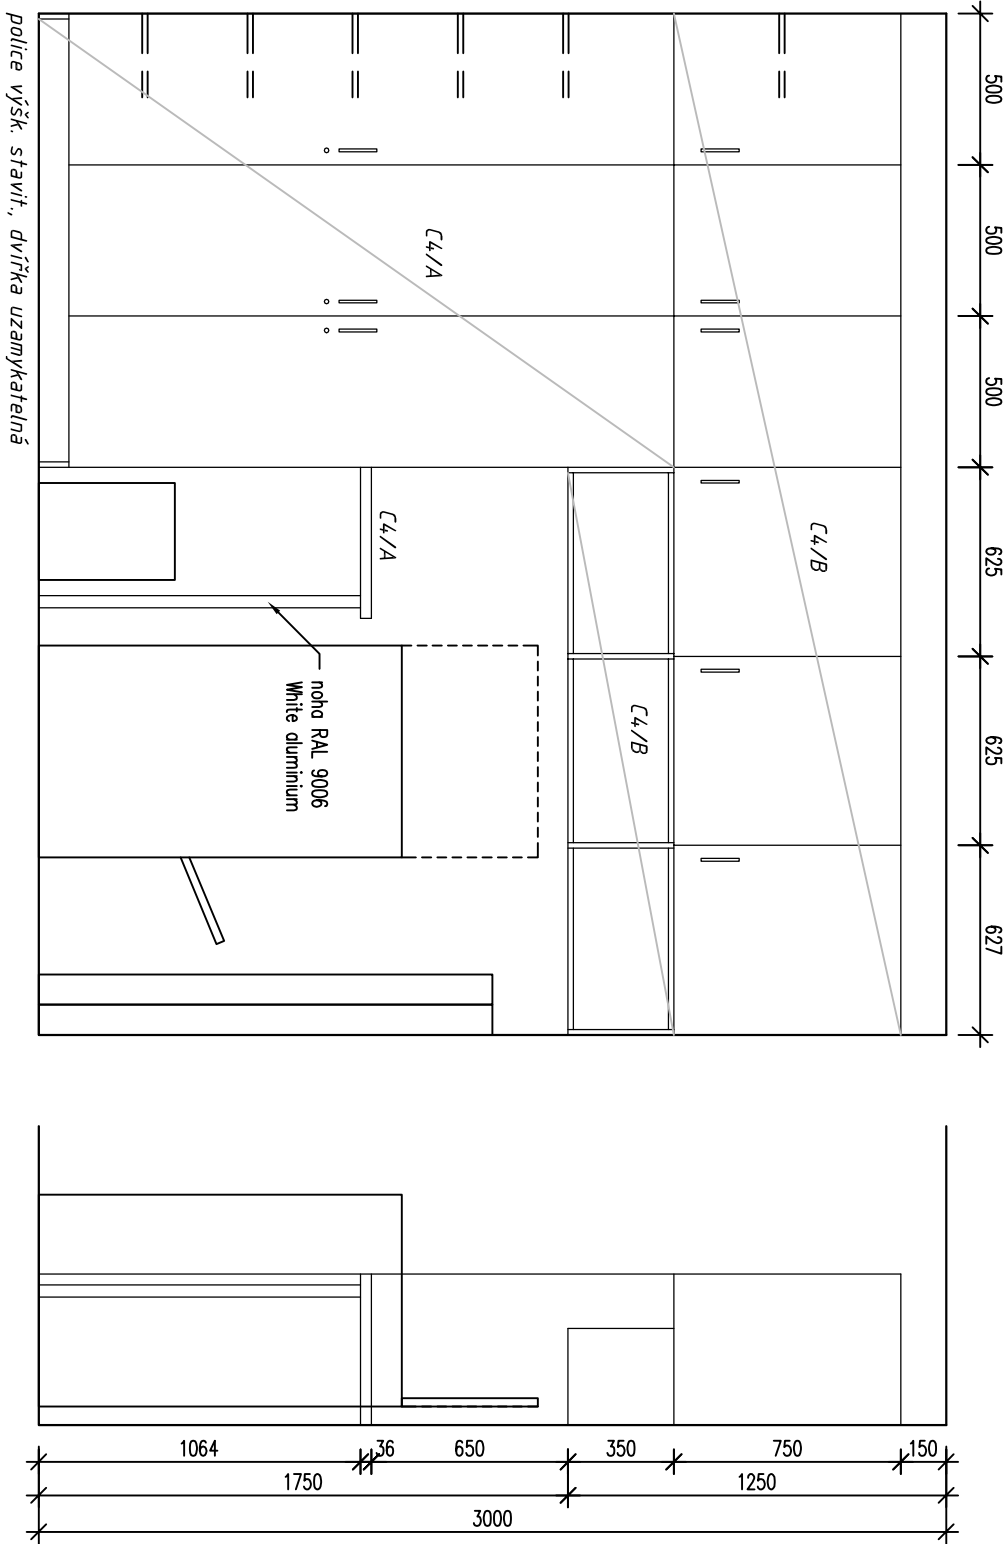 500
500
500
625
625
627
C4/B
C4/A
C4/B
C4/A
noha RAL 9006
White aluminium
police výšk. stavit., dvířka uzamykatelná
150
750
350
650
36
1064
1250
1750
3000